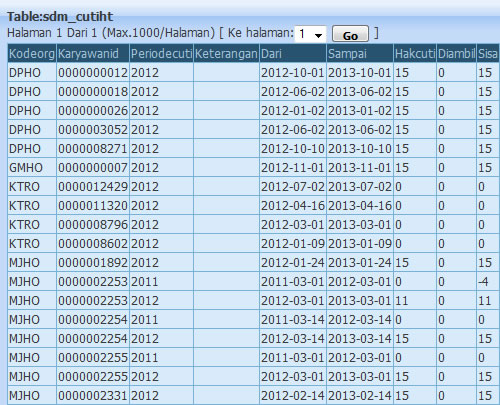 Table:sdm_cutiht
Halaman 1 Dari 1 (Max.1000/Halaman) [ Ke halaman: 1 Go ]
Kodeorg Karyawanid Periodecuti Keterangan Dari Sampai Hakcuti Diambil Sisa
DPHO 0000000012 2012 2012-10-01 2013-10-01 15 0 15
DPHO 0000000018 2012 2012-06-02 2013-06-02 15 0 15
DPHO 0000000026 2012 2012-01-02 2013-01-02 15 0 15
DPHO 0000003052 2012 2012-06-02 2013-06-02 15 0 15
DPHO 0000008271 2012 2012-10-10 2013-10-10 15 0 15
GMHO 0000000007 2012 2012-11-01 2013-11-01 15 0 15
KTRO 0000012429 2012 2012-07-02 2013-07-02 0 0 0
KTRO 0000011320 2012 2012-04-16 2013-04-16 0 0 0
KTRO 0000008796 2012 2012-03-01 2013-03-01 0 0 0
KTRO 0000008602 2012 2012-01-09 2013-01-09 0 0 0
MJHO 0000001892 2012 2012-01-24 2013-01-24 15 0 15
MJHO 0000002253 2011 2011-03-01 2012-03-01 0 0 -4
MJHO 0000002253 2012 2012-03-01 2013-03-01 11 0 11
MJHO 0000002254 2011 2011-03-14 2012-03-14 0 0 0
MJHO 0000002254 2012 2012-03-14 2013-03-14 15 0 15
MJHO 0000002255 2011 2011-03-01 2012-03-01 0 0 0
MJHO 0000002255 2012 2012-03-01 2013-03-01 15 0 15
MJHO 0000002331 2012 2012-02-14 2013-02-14 15 0 15